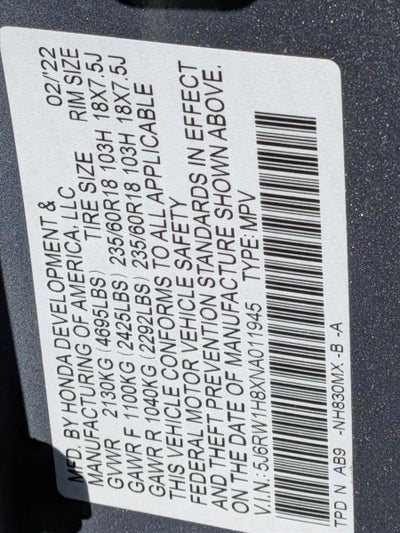 MFD. BY HONDA DEVELOPMENT & 02/'22
MANUFACTURING OF AMERICA, LLC
TIRE SIZE RIM SIZE
GVWR 2130KG (4695LBS)
GAWR F 1100KG (2425LBS) 235/60R18 103H 18X7.5J
GAWR R 1040KG (2292LBS) 235/60R18 103H 18X7.5J
THIS VEHICLE CONFORMS TO ALL APPLICABLE
FEDERAL MOTOR VEHICLE SAFETY
AND THEFT PREVENTION STANDARDS IN EFFECT
ON THE DATE OF MANUFACTURE SHOWN ABOVE.
V.I.N: 5J6RW1H8XNA011945 TYPE: MPV
TPD N AB9 -NH830MX -B -A